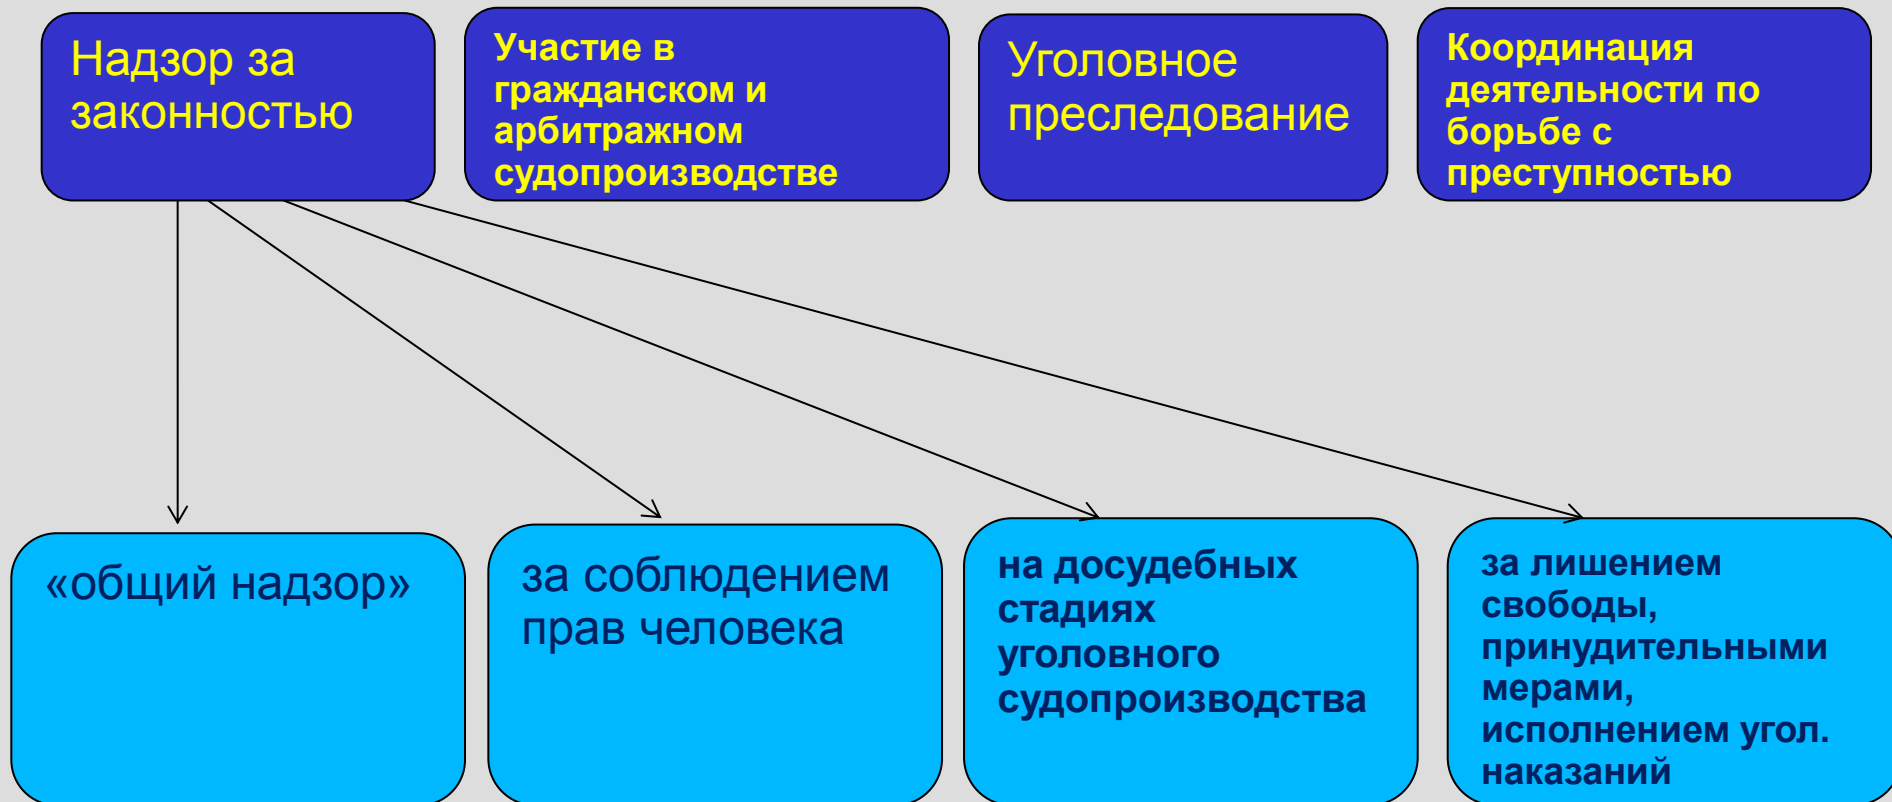 Надзор за
законностью
Участие в
гражданском и
арбитражном
судопроизводстве
Уголовное
преследование
Координация
деятельности по
борьбе с
преступностью
«общий надзор»
за соблюдением
прав человека
на досудебных
стадиях
уголовного
судопроизводства
за лишением
свободы,
принудительными
мерами,
исполнением угол.
наказаний